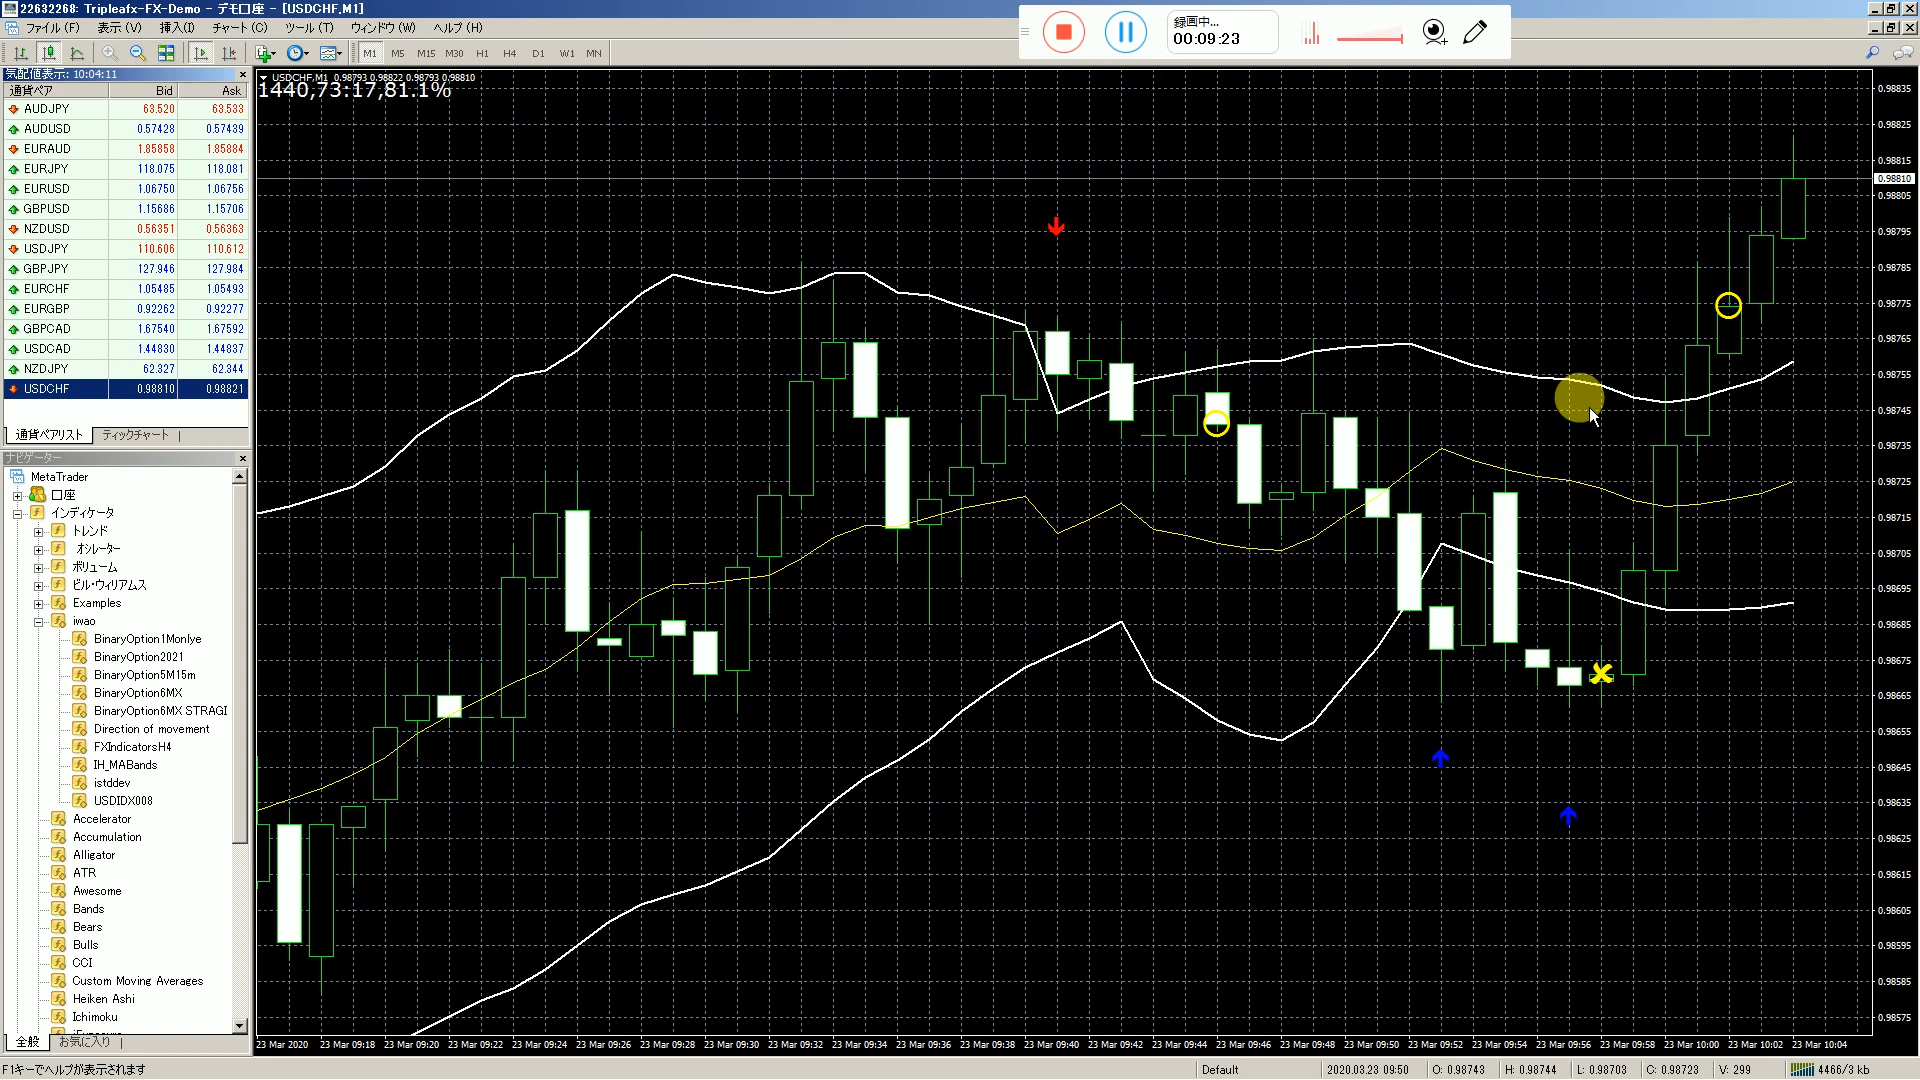 22632268: Tripleafx-FX-Demo - デモ口座 - [USDCHF,M1]
ファイル (F) 表示 (V) 挿入(I) チャート (C) ツール (T) ウィンドウ (W) ヘルプ (H)
録画中...
00:09:23
M1 M5 M15 M30 H1 H4 D1 W1 MN
気配値表示: 10:04:11
通貨ペア Bid Ask
AUDJPY 63.520 63.533
AUDUSD 0.57428 0.57439
EURAUD 1.85858 1.85884
EURJPY 118.075 118.081
EURUSD 1.06750 1.06756
GBPUSD 1.15686 1.15706
NZDUSD 0.56351 0.56363
USDJPY 110.606 110.612
GBPJPY 127.946 127.984
EURCHF 1.05485 1.05493
EURGBP 0.92262 0.92277
GBPCAD 1.67540 1.67592
USDCAD 1.44830 1.44837
NZDJPY 62.327 62.344
USDCHF 0.98810 0.98821
通貨ペアリスト ティックチャート
ナビゲーター
MetaTrader
口座
インディケータ
トレンド
オシレーター
ボリューム
ビル・ウィリアムス
Examples
iwao
BinaryOption1MonIye
BinaryOption2021
BinaryOption5M15m
BinaryOption6MX
BinaryOption6MX STRAGI
Direction of movement
FXIndicatorsH4
IH_MABands
istddev
USDIDX008
Accelerator
Accumulation
Alligator
ATR
Awesome
Bands
Bears
Bulls
CCI
Custom Moving Averages
Heiken Ashi
Ichimoku
全般 お気に入り
USDCHF,M1 0.98793 0.98822 0.98793 0.98810
1440,73:17,81.1%
0.98835
0.98825
0.98815
0.98810
0.98805
0.98795
0.98785
0.98775
0.98765
0.98755
0.98745
0.98735
0.98725
0.98715
0.98705
0.98695
0.98685
0.98675
0.98665
0.98655
0.98645
0.98635
0.98625
0.98615
0.98605
0.98595
0.98585
0.98575
23 Mar 2020 23 Mar 09:18 23 Mar 09:20 23 Mar 09:22 23 Mar 09:24 23 Mar 09:26 23 Mar 09:28 23 Mar 09:30 23 Mar 09:32 23 Mar 09:34 23 Mar 09:36 23 Mar 09:38 23 Mar 09:40 23 Mar 09:42 23 Mar 09:44 23 Mar 09:46 23 Mar 09:48 23 Mar 09:50 23 Mar 09:52 23 Mar 09:54 23 Mar 09:56 23 Mar 09:58 23 Mar 10:00 23 Mar 10:02 23 Mar 10:04
F1キーでヘルプが表示されます Default 2020.03.23 09:50 O: 0.98743 H: 0.98744 L: 0.98703 C: 0.98723 V: 299 4466/3 kb